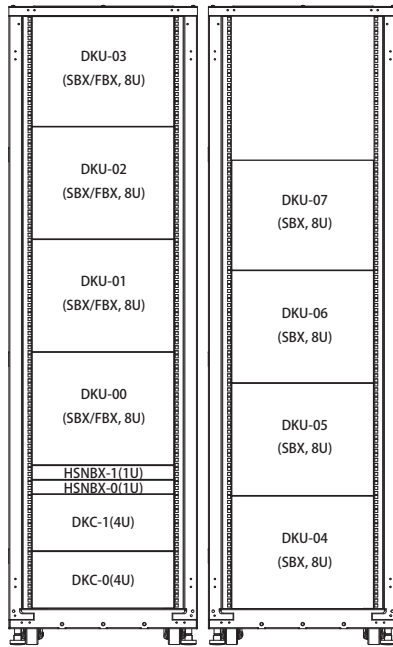 DKU-03
(SBX/FBX, 8U)
DKU-02
(SBX/FBX, 8U)
DKU-01
(SBX/FBX, 8U)
DKU-00
(SBX/FBX, 8U)
HSNBX-1(1U)
HSNBX-0(1U)
DKC-1(4U)
DKC-0(4U)
DKU-07
(SBX, 8U)
DKU-06
(SBX, 8U)
DKU-05
(SBX, 8U)
DKU-04
(SBX, 8U)